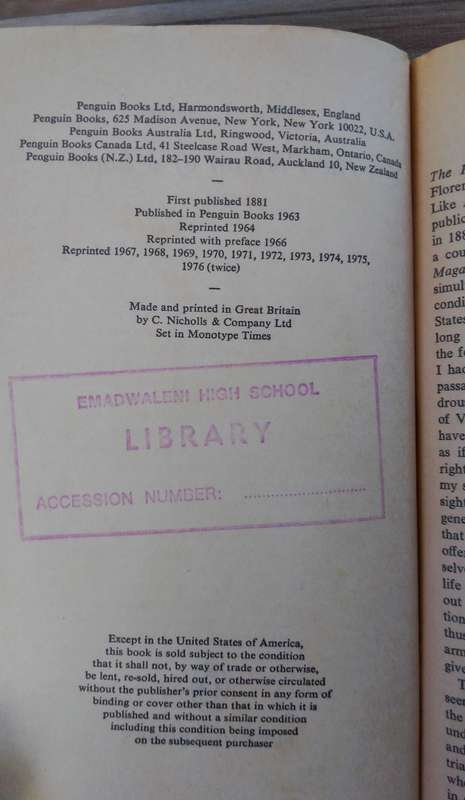 Penguin Books Ltd, Harmondsworth, Middlesex, England
Penguin Books, 625 Madison Avenue, New York, New York 10022, U.S.A.
Penguin Books Australia Ltd, Ringwood, Victoria, Australia
Penguin Books Canada Ltd, 41 Steelcase Road West, Markham, Ontario, Canada
Penguin Books (N.Z.) Ltd, 182-190 Wairau Road, Auckland 10, New Zealand
—
First published 1881
Published in Penguin Books 1963
Reprinted 1964
Reprinted with preface 1966
Reprinted 1967, 1968, 1969, 1970, 1971, 1972, 1973, 1974, 1975,
1976 (twice)
—
Made and printed in Great Britain
by C. Nicholls & Company Ltd
Set in Monotype Times
EMADWALENI HIGH SCHOOL
LIBRARY
ACCESSION NUMBER: ..............................
Except in the United States of America,
this book is sold subject to the condition
that it shall not, by way of trade or otherwise,
be lent, re-sold, hired out, or otherwise circulated
without the publisher's prior consent in any form of
binding or cover other than that in which it is
published and without a similar condition
including this condition being imposed
on the subsequent purchaser
The
Like
public
in 188
a cou
Maga
simul
condi
States
long
the fo
I had
passa
drou
of V
have
as if
right
my s
sight
gene
that
offe
selve
life
out
tion
thus
arm
give
T
seen
the
und
and
tria
who
in